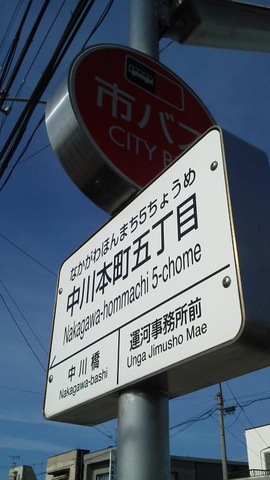 市バス
CITY B
なかがわほんまち5ちょうめ
中川本町五丁目
Nakagawa-hommachi 5-chome
中川橋
Nakagawa-bashi
運河事務所前
Unga Jimusho Mae